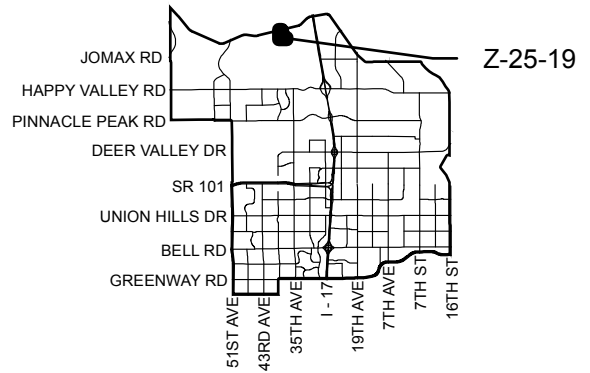 Z-25-19
JOMAX RD
HAPPY VALLEY RD
PINNACLE PEAK RD
DEER VALLEY DR
SR 101
UNION HILLS DR
BELL RD
GREENWAY RD
51ST AVE
43RD AVE
35TH AVE
I - 17
19TH AVE
7TH AVE
7TH ST
16TH ST